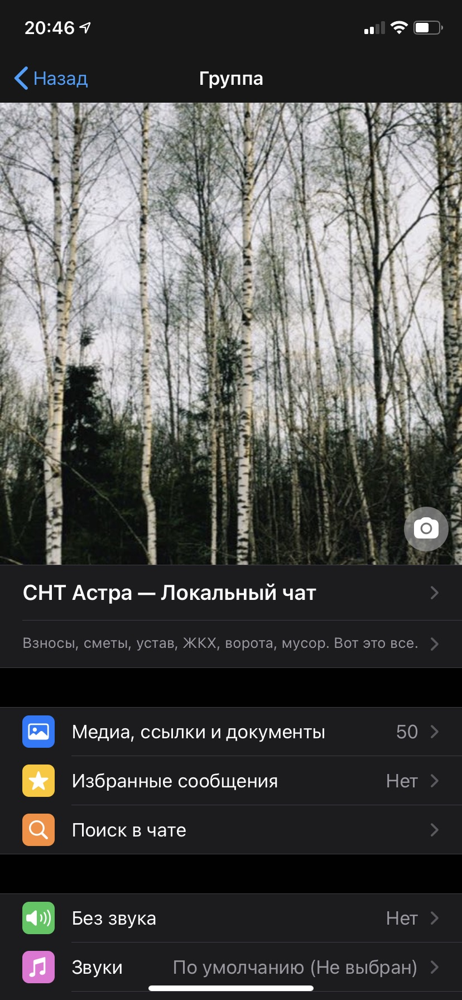 20:46
Назад
Группа
СНТ Астра — Локальный чат
Взносы, сметы, устав, ЖКХ, ворота, мусор. Вот это все.
Медиа, ссылки и документы 50
Избранные сообщения Нет
Поиск в чате
Без звука Нет
Звуки По умолчанию (Не выбран)